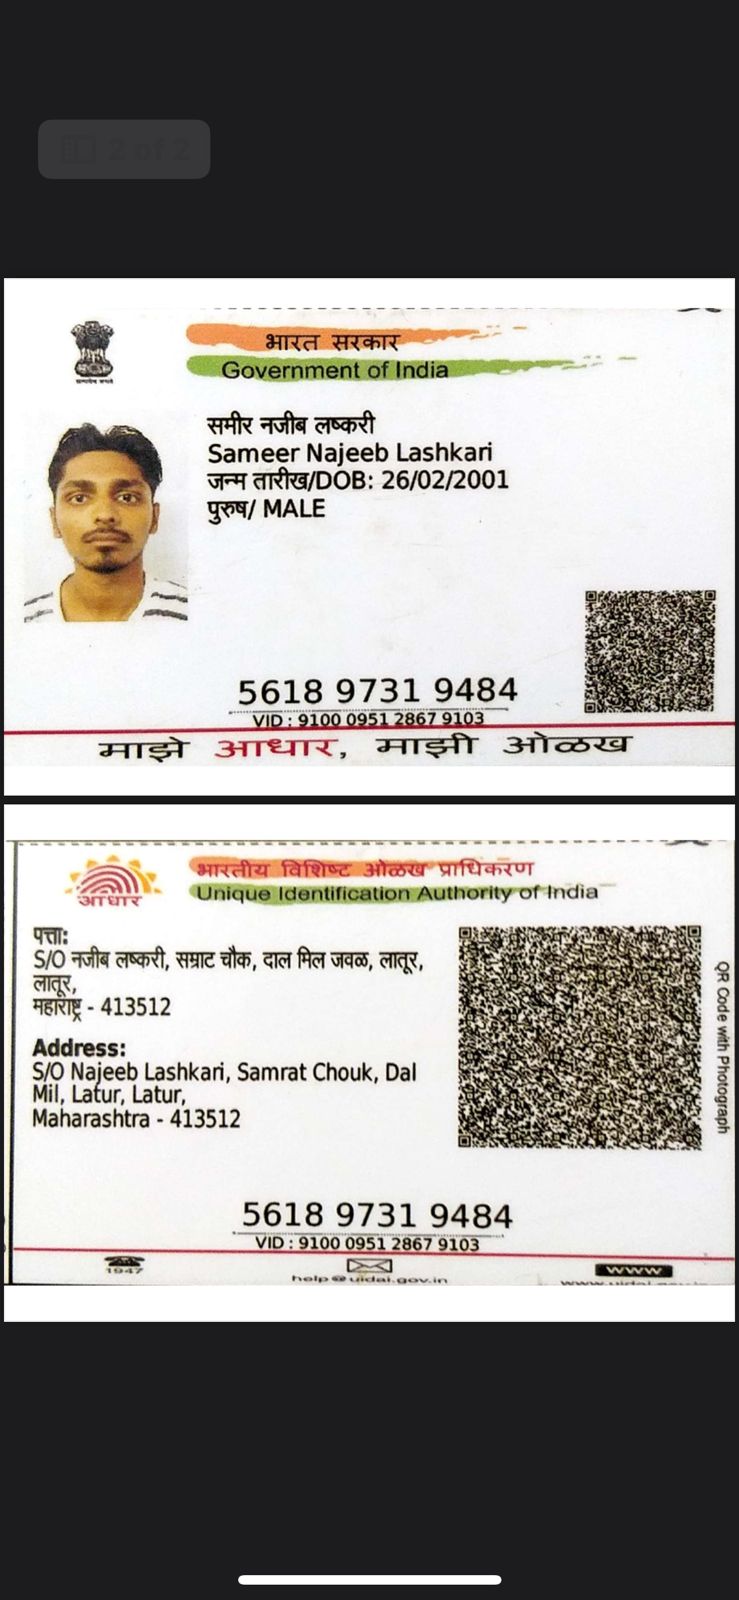 2 of 2
सत्यमेव जयते
भारत सरकार
Government of India
समीर नजीब लष्करी
Sameer Najeeb Lashkari
जन्म तारीख/DOB: 26/02/2001
पुरुष/ MALE
5618 9731 9484
VID : 9100 0951 2867 9103
माझे आधार, माझी ओळख
आधार
भारतीय विशिष्ट ओळख प्राधिकरण
Unique Identification Authority of India
पत्ता:
S/O नजीब लष्करी, सम्राट चौक, दाल मिल जवळ, लातूर,
लातूर,
महाराष्ट्र - 413512
Address:
S/O Najeeb Lashkari, Samrat Chouk, Dal
Mil, Latur, Latur,
Maharashtra - 413512
QR Code with Photograph
5618 9731 9484
VID : 9100 0951 2867 9103
1947
help@uidai.gov.in
www